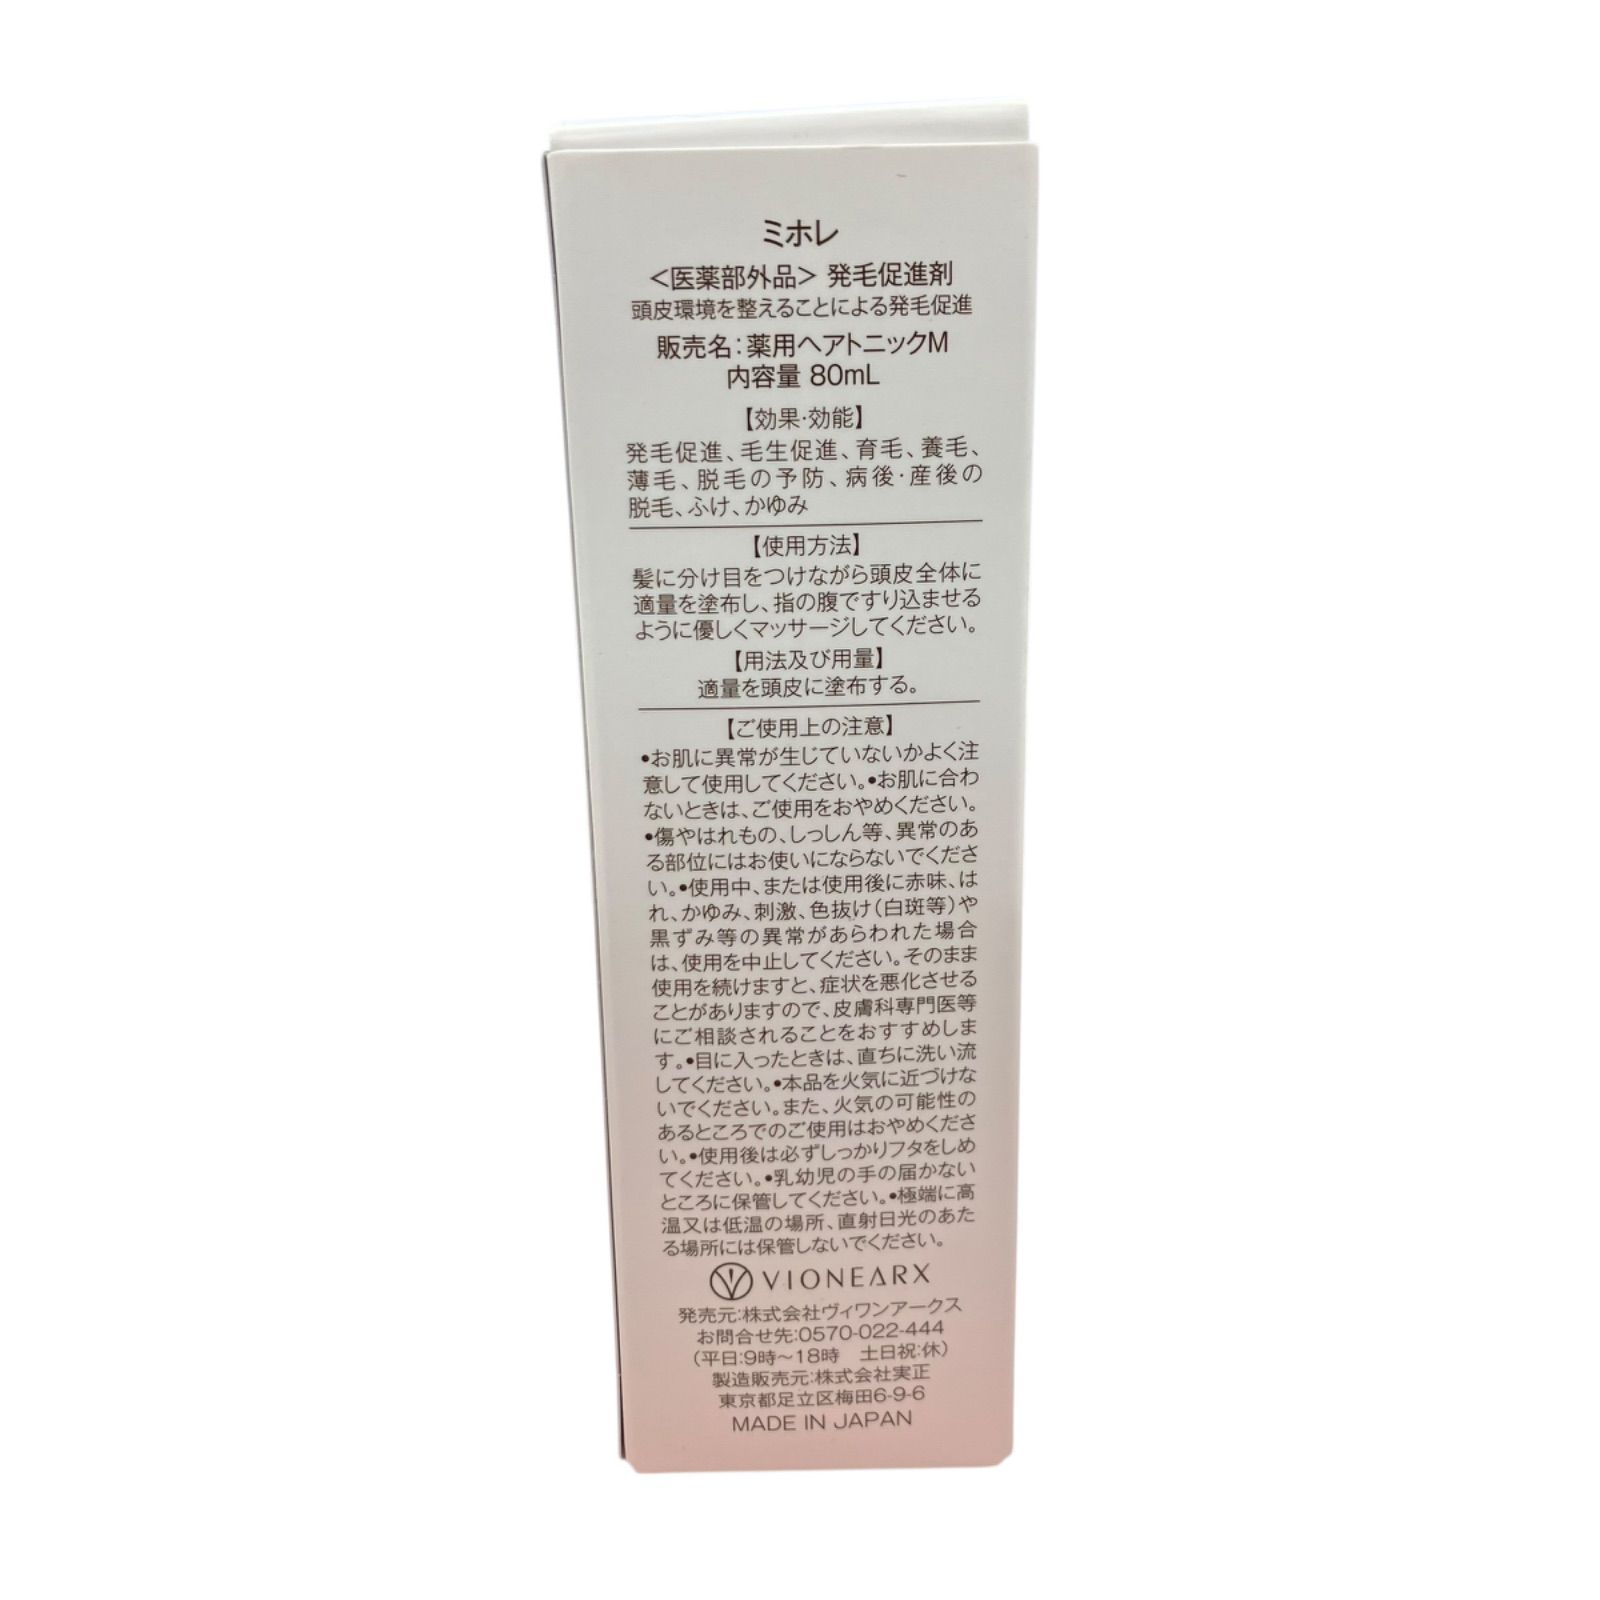 ミホレ
<医薬部外品> 発毛促進剤
頭皮環境を整えることによる発毛促進
販売名:薬用ヘアトニックM
内容量 80mL
【効果・効能】
発毛促進、毛生促進、育毛、養毛、
薄毛、脱毛の予防、病後・産後の
脱毛、ふけ、かゆみ
【使用方法】
髪に分け目をつけながら頭皮全体に
適量を塗布し、指の腹ですり込ませる
ように優しくマッサージしてください。
【用法及び用量】
適量を頭皮に塗布する。
【ご使用上の注意】
•お肌に異常が生じていないかよく注
意して使用してください。•お肌に合わ
ないときは、ご使用をおやめください。
•傷やはれもの、しっしん等、異常のあ
る部位にはお使いにならないでくださ
い。•使用中、または使用後に赤味、は
れ、かゆみ、刺激、色抜け(白斑等)や
黒ずみ等の異常があらわれた場合
は、使用を中止してください。そのまま
使用を続けますと、症状を悪化させる
ことがありますので、皮膚科専門医等
にご相談されることをおすすめしま
す。•目に入ったときは、直ちに洗い流
してください。•本品を火気に近づけな
いでください。また、火気の可能性の
あるところでのご使用はおやめくださ
い。•使用後は必ずしっかりフタをしめ
てください。•乳幼児の手の届かない
ところに保管してください。•極端に高
温又は低温の場所、直射日光のあた
る場所には保管しないでください。
VIONEARX
発売元:株式会社ヴィワンアークス
お問合せ先:0570-022-444
(平日:9時〜18時 土日祝:休)
製造販売元:株式会社実正
東京都足立区梅田6-9-6
MADE IN JAPAN